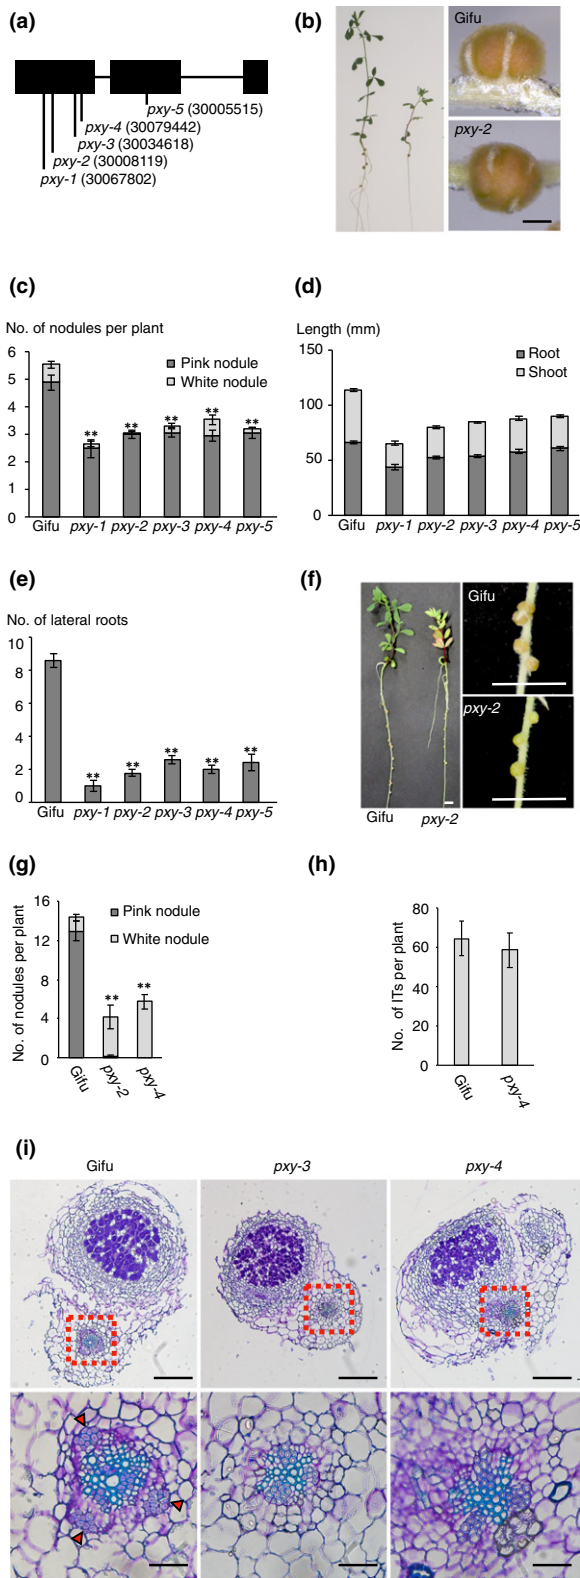 (a)
pxy-5 (30005515)
pxy-4 (30079442)
pxy-3 (30034618)
pxy-2 (30008119)
pxy-1 (30067802)
(b)
Gifu
pxy-2
(c)
No. of nodules per plant
6
5
4
3
2
1
0
Pink nodule
White nodule
** ** ** ** **
Gifu pxy-1 pxy-2 pxy-3 pxy-4 pxy-5
(d)
Length (mm)
150
100
50
0
Root
Shoot
Gifu pxy-1 pxy-2 pxy-3 pxy-4 pxy-5
(e)
No. of lateral roots
10
8
6
4
2
0
** ** ** ** **
Gifu pxy-1 pxy-2 pxy-3 pxy-4 pxy-5
(f)
Gifu
pxy-2
Gifu pxy-2
(g)
No. of nodules per plant
16
12
8
4
0
Pink nodule
White nodule
** **
Gifu pxy-2 pxy-4
(h)
No. of ITs per plant
80
60
40
20
0
Gifu pxy-4
(i)
Gifu pxy-3 pxy-4